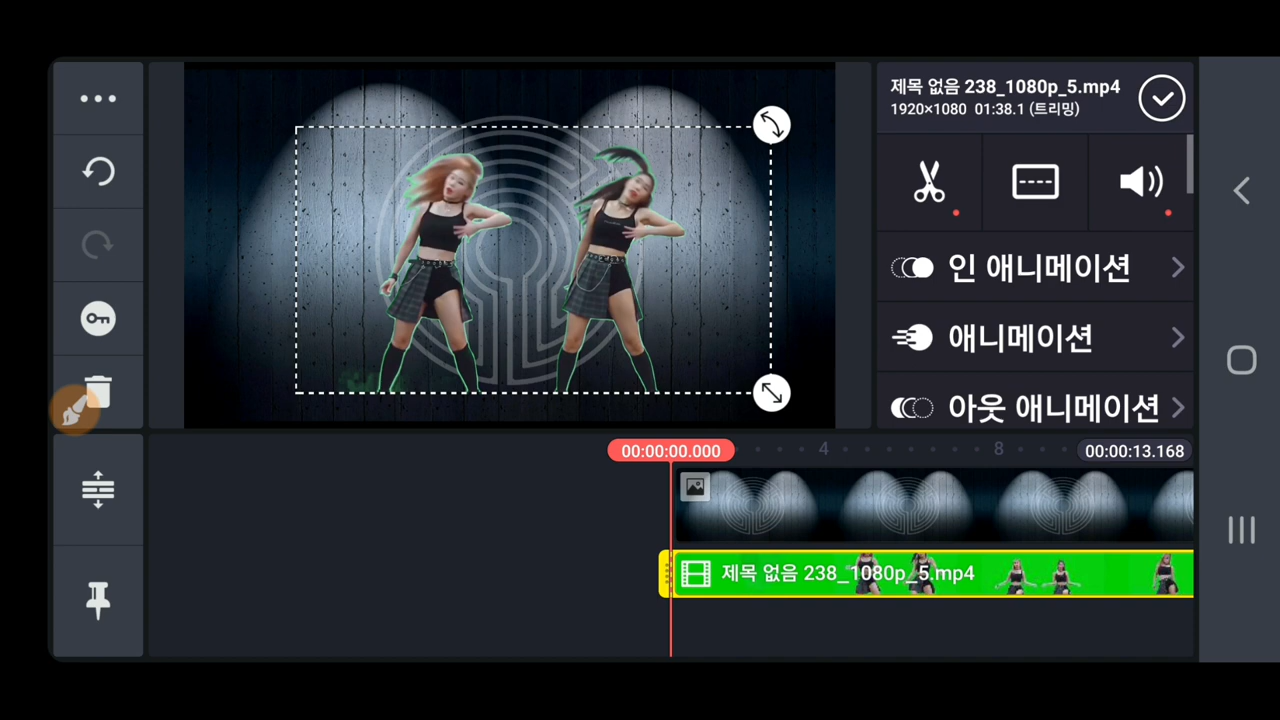 제목 없음 238_1080p_5.mp4
1920×1080 01:38.1 (트리밍)
인 애니메이션
애니메이션
아웃 애니메이션
00:00:00.000
4
8
00:00:13.168
제목 없음 238_1080p_5.mp4